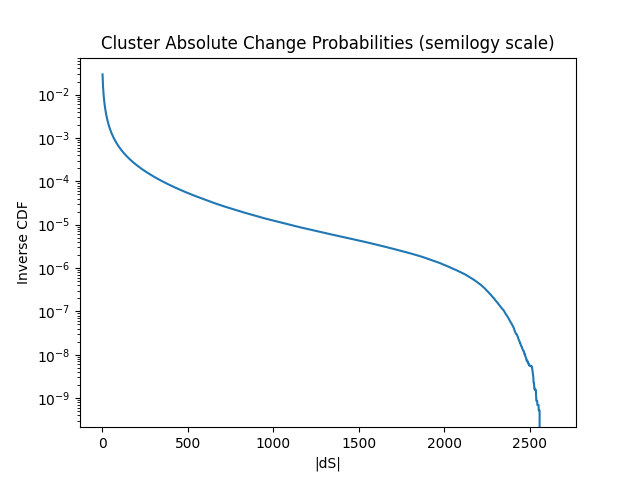 Cluster Absolute Change Probabilities (semilogy scale)
Inverse CDF
10⁻²
10⁻³
10⁻⁴
10⁻⁵
10⁻⁶
10⁻⁷
10⁻⁸
10⁻⁹
0 500 1000 1500 2000 2500
|dS|